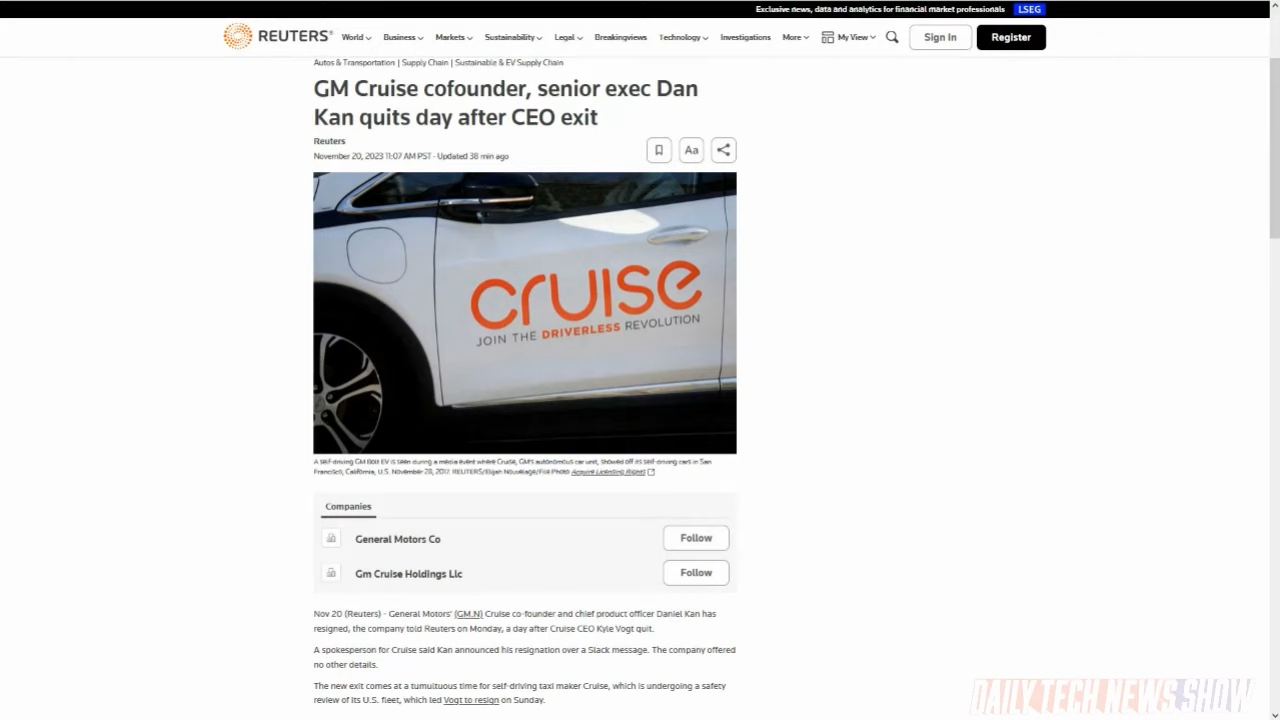 Exclusive news, data and analytics for financial market professionals LSEG
REUTERS® World Business Markets Sustainability Legal Breakingviews Technology Investigations More My View Sign In Register
Autos & Transportation | Supply Chain | Sustainable & EV Supply Chain
GM Cruise cofounder, senior exec Dan
Kan quits day after CEO exit
Reuters
November 20, 2023 11:07 AM PST · Updated 38 min ago
Aa
cruise
JOIN THE DRIVERLESS REVOLUTION
A self-driving GM Bolt EV is seen during a media event where Cruise, GM's autonomous car unit, showed off its self-driving cars in San
Francisco, California, U.S. November 28, 2017. REUTERS/Elijah Nouvelage/File Photo Acquire Licensing Rights
Companies
General Motors Co Follow
Gm Cruise Holdings Llc Follow
Nov 20 (Reuters) - General Motors' (GM.N) Cruise co-founder and chief product officer Daniel Kan has
resigned, the company told Reuters on Monday, a day after Cruise CEO Kyle Vogt quit.
A spokesperson for Cruise said Kan announced his resignation over a Slack message. The company offered
no other details.
The new exit comes at a tumultuous time for self-driving taxi maker Cruise, which is undergoing a safety
review of its U.S. fleet, which led Vogt to resign on Sunday.
DAILY TECH NEWS SHOW